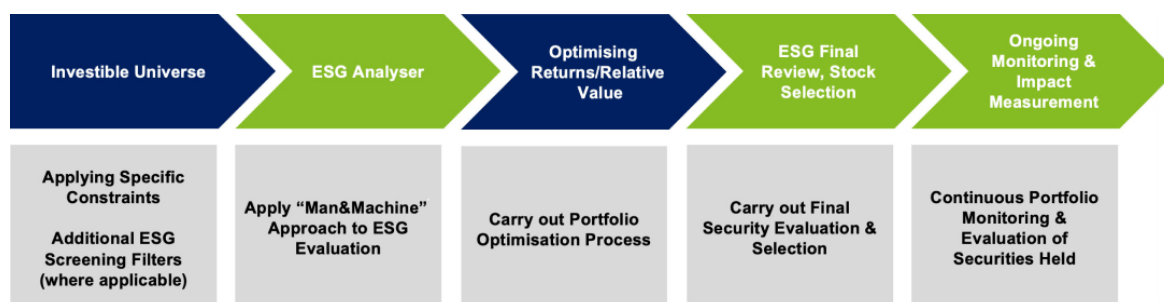 Investible Universe
ESG Analyser
Optimising
Returns/Relative
Value
ESG Final
Review, Stock
Selection
Ongoing
Monitoring &
Impact
Measurement
Applying Specific
Constraints
Additional ESG
Screening Filters
(where applicable)
Apply “Man&Machine”
Approach to ESG
Evaluation
Carry out Portfolio
Optimisation Process
Carry out Final
Security Evaluation &
Selection
Continuous Portfolio
Monitoring &
Evaluation of
Securities Held